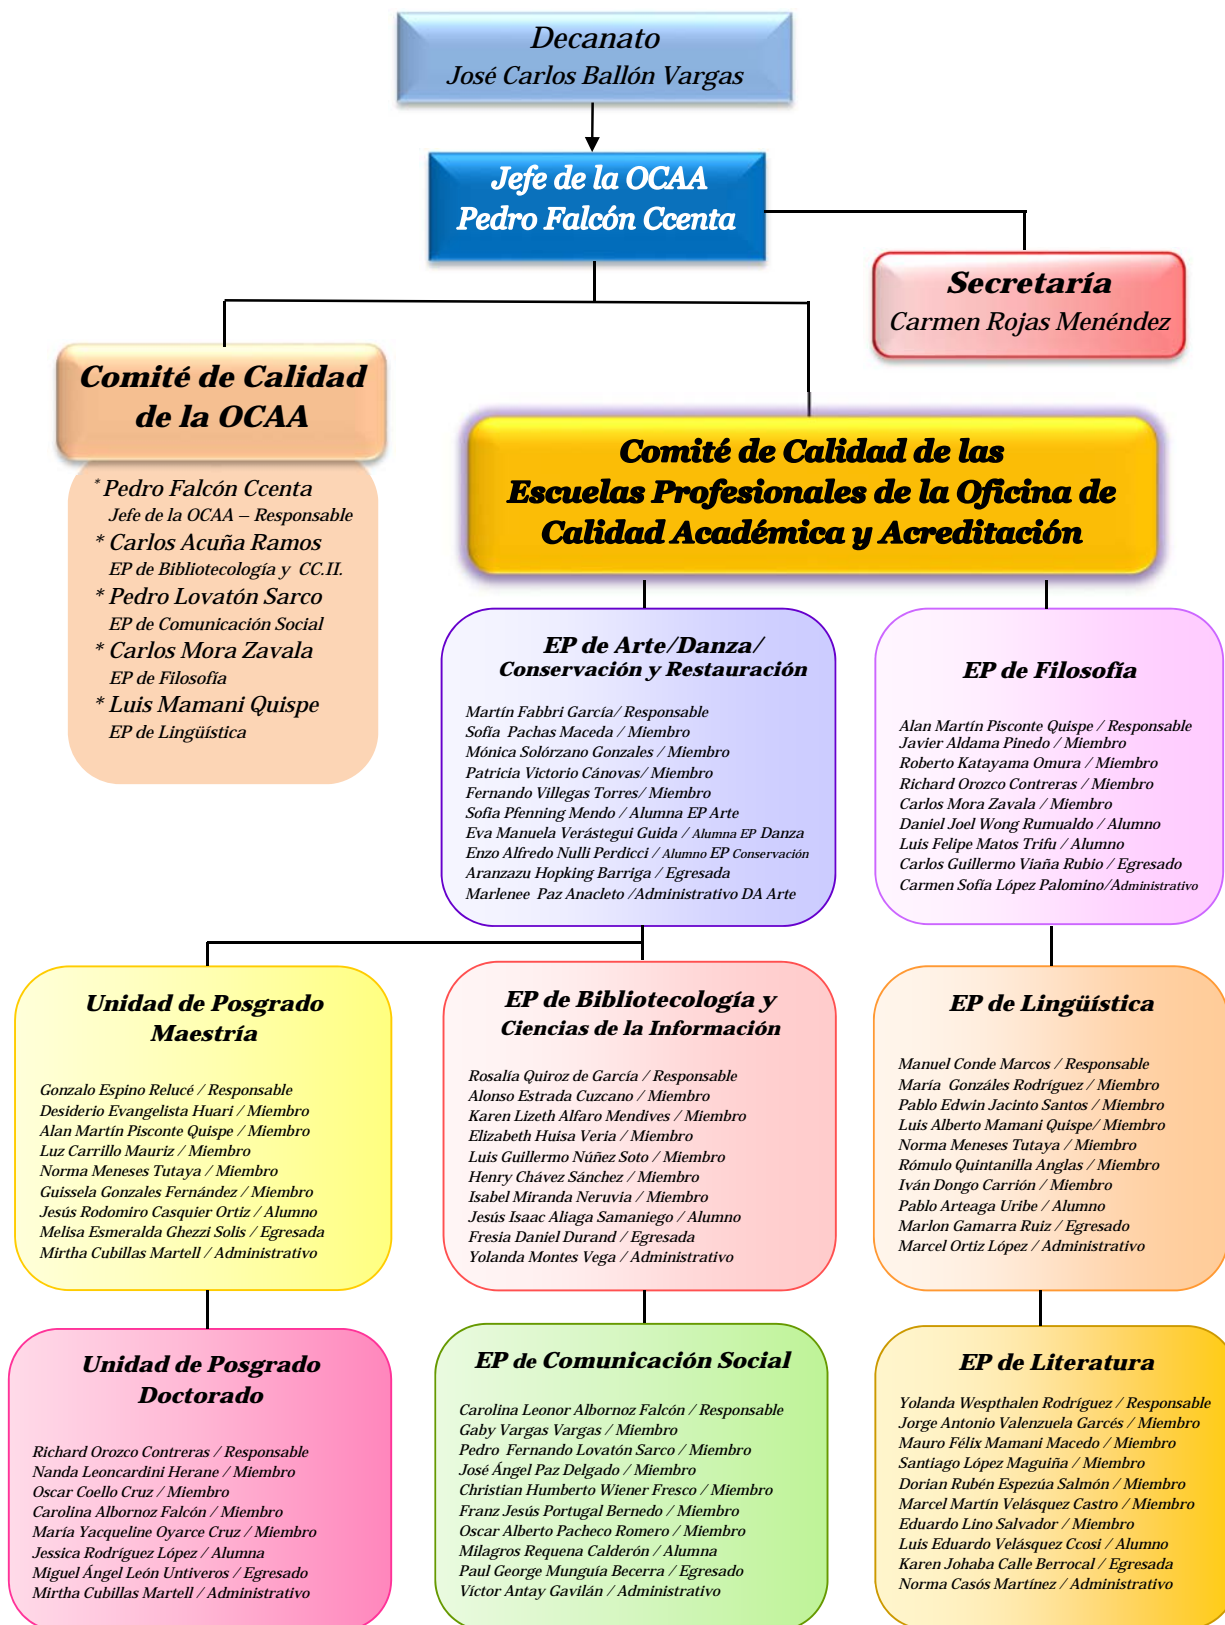 Decanato
José Carlos Ballón Vargas
Jefe de la OCAA
Pedro Falcón Ccenta
Secretaría
Carmen Rojas Menéndez
Comité de Calidad
de la OCAA
* Pedro Falcón Ccenta
Jefe de la OCAA – Responsable
* Carlos Acuña Ramos
EP de Bibliotecología y CC.II.
* Pedro Lovatón Sarco
EP de Comunicación Social
* Carlos Mora Zavala
EP de Filosofía
* Luis Mamani Quispe
EP de Lingüística
Comité de Calidad de las
Escuelas Profesionales de la Oficina de
Calidad Académica y Acreditación
EP de Arte/Danza/
Conservación y Restauración
Martín Fabbri García/ Responsable
Sofía Pachas Maceda / Miembro
Mónica Solórzano Gonzales / Miembro
Patricia Victorio Cánovas/ Miembro
Fernando Villegas Torres/ Miembro
Sofia Pfenning Mendo / Alumna EP Arte
Eva Manuela Verástegui Guida / Alumna EP Danza
Enzo Alfredo Nulli Perdicci / Alumno EP Conservación
Aranzazu Hopking Barriga / Egresada
Marlenee Paz Anacleto /Administrativo DA Arte
EP de Filosofía
Alan Martín Pisconte Quispe / Responsable
Javier Aldama Pinedo / Miembro
Roberto Katayama Omura / Miembro
Richard Orozco Contreras / Miembro
Carlos Mora Zavala / Miembro
Daniel Joel Wong Rumualdo / Alumno
Luis Felipe Matos Trifu / Alumno
Carlos Guillermo Viaña Rubio / Egresado
Carmen Sofía López Palomino/Administrativo
Unidad de Posgrado
Maestría
Gonzalo Espino Relucé / Responsable
Desiderio Evangelista Huari / Miembro
Alan Martín Pisconte Quispe / Miembro
Luz Carrillo Mauriz / Miembro
Norma Meneses Tutaya / Miembro
Guissela Gonzales Fernández / Miembro
Jesús Rodomiro Casquier Ortiz / Alumno
Melisa Esmeralda Ghezzi Solis / Egresada
Mirtha Cubillas Martell / Administrativo
EP de Bibliotecología y
Ciencias de la Información
Rosalía Quiroz de García / Responsable
Alonso Estrada Cuzcano / Miembro
Karen Lizeth Alfaro Mendives / Miembro
Elizabeth Huisa Veria / Miembro
Luis Guillermo Núñez Soto / Miembro
Henry Chávez Sánchez / Miembro
Isabel Miranda Neruvia / Miembro
Jesús Isaac Aliaga Samaniego / Alumno
Fresia Daniel Durand / Egresada
Yolanda Montes Vega / Administrativo
EP de Lingüística
Manuel Conde Marcos / Responsable
María Gonzáles Rodríguez / Miembro
Pablo Edwin Jacinto Santos / Miembro
Luis Alberto Mamani Quispe/ Miembro
Norma Meneses Tutaya / Miembro
Rómulo Quintanilla Anglas / Miembro
Iván Dongo Carrión / Miembro
Pablo Arteaga Uribe / Alumno
Marlon Gamarra Ruiz / Egresado
Marcel Ortiz López / Administrativo
Unidad de Posgrado
Doctorado
Richard Orozco Contreras / Responsable
Nanda Leoncardini Herane / Miembro
Oscar Coello Cruz / Miembro
Carolina Albornoz Falcón / Miembro
María Yacqueline Oyarce Cruz / Miembro
Jessica Rodríguez López / Alumna
Miguel Ángel León Untiveros / Egresado
Mirtha Cubillas Martell / Administrativo
EP de Comunicación Social
Carolina Leonor Albornoz Falcón / Responsable
Gaby Vargas Vargas / Miembro
Pedro Fernando Lovatón Sarco / Miembro
José Ángel Paz Delgado / Miembro
Christian Humberto Wiener Fresco / Miembro
Franz Jesús Portugal Bernedo / Miembro
Oscar Alberto Pacheco Romero / Miembro
Milagros Requena Calderón / Alumna
Paul George Munguía Becerra / Egresado
Víctor Antay Gavilán / Administrativo
EP de Literatura
Yolanda Wespthalen Rodríguez / Responsable
Jorge Antonio Valenzuela Garcés / Miembro
Mauro Félix Mamani Macedo / Miembro
Santiago López Maguiña / Miembro
Dorian Rubén Espezúa Salmón / Miembro
Marcel Martín Velásquez Castro / Miembro
Eduardo Lino Salvador / Miembro
Luis Eduardo Velásquez Ccosi / Alumno
Karen Johaba Calle Berrocal / Egresada
Norma Casós Martínez / Administrativo